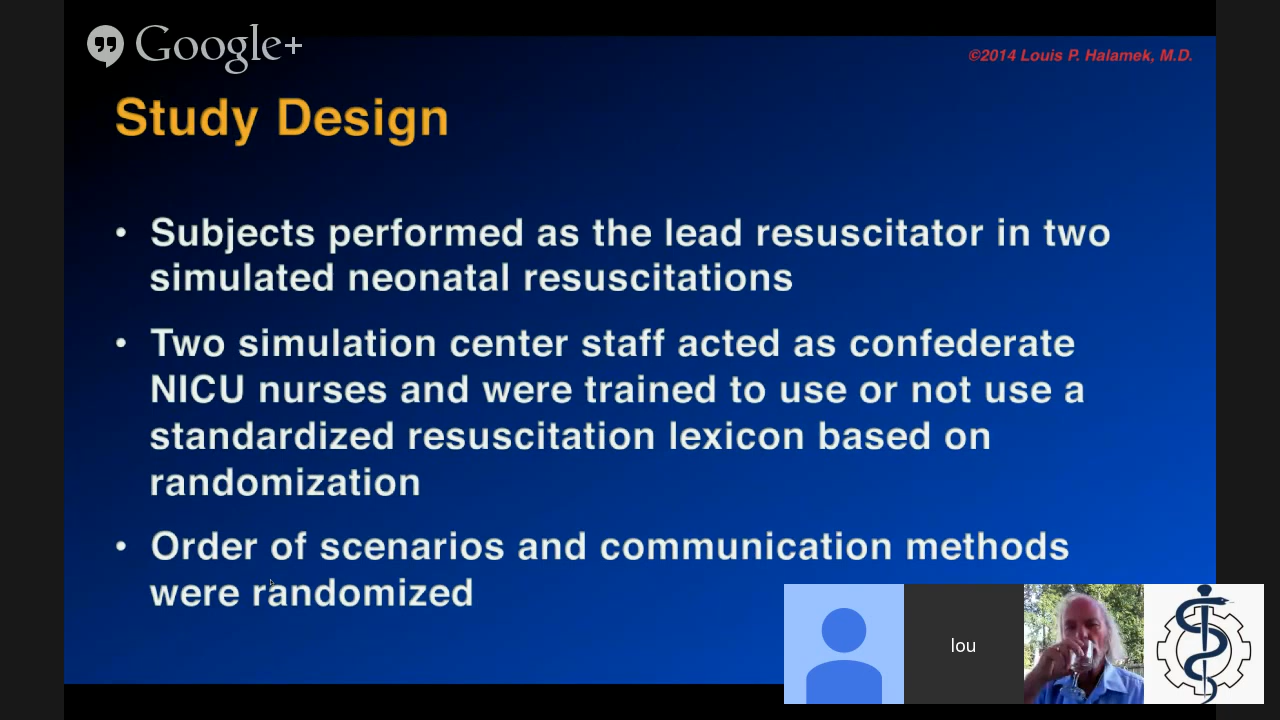 Google+
©2014 Louis P. Halamek, M.D.
Study Design
• Subjects performed as the lead resuscitator in two
simulated neonatal resuscitations
• Two simulation center staff acted as confederate
NICU nurses and were trained to use or not use a
standardized resuscitation lexicon based on
randomization
• Order of scenarios and communication methods
were randomized
lou